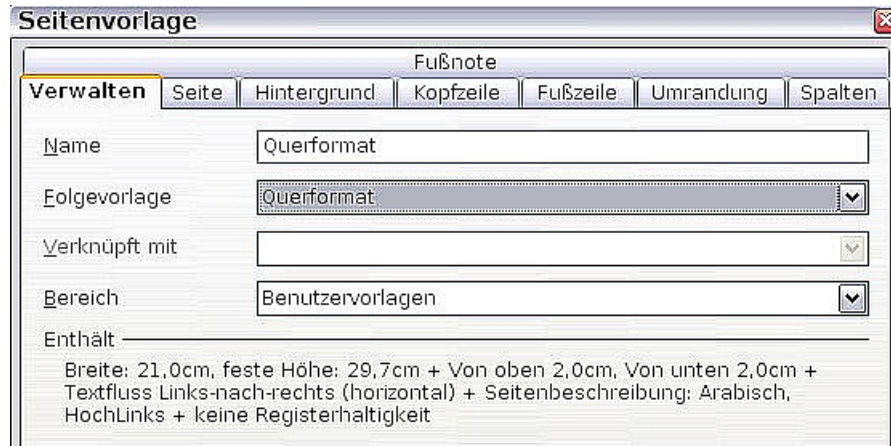 Seitenvorlage
Fußnote
Verwalten Seite Hintergrund Kopfzeile Fußzeile Umrandung Spalten
Name Querformat
Folgevorlage Querformat
Verknüpft mit
Bereich Benutzervorlagen
Enthält
Breite: 21,0cm, feste Höhe: 29,7cm + Von oben 2,0cm, Von unten 2,0cm +
Textfluss Links-nach-rechts (horizontal) + Seitenbeschreibung: Arabisch,
HochLinks + keine Registerhaltigkeit